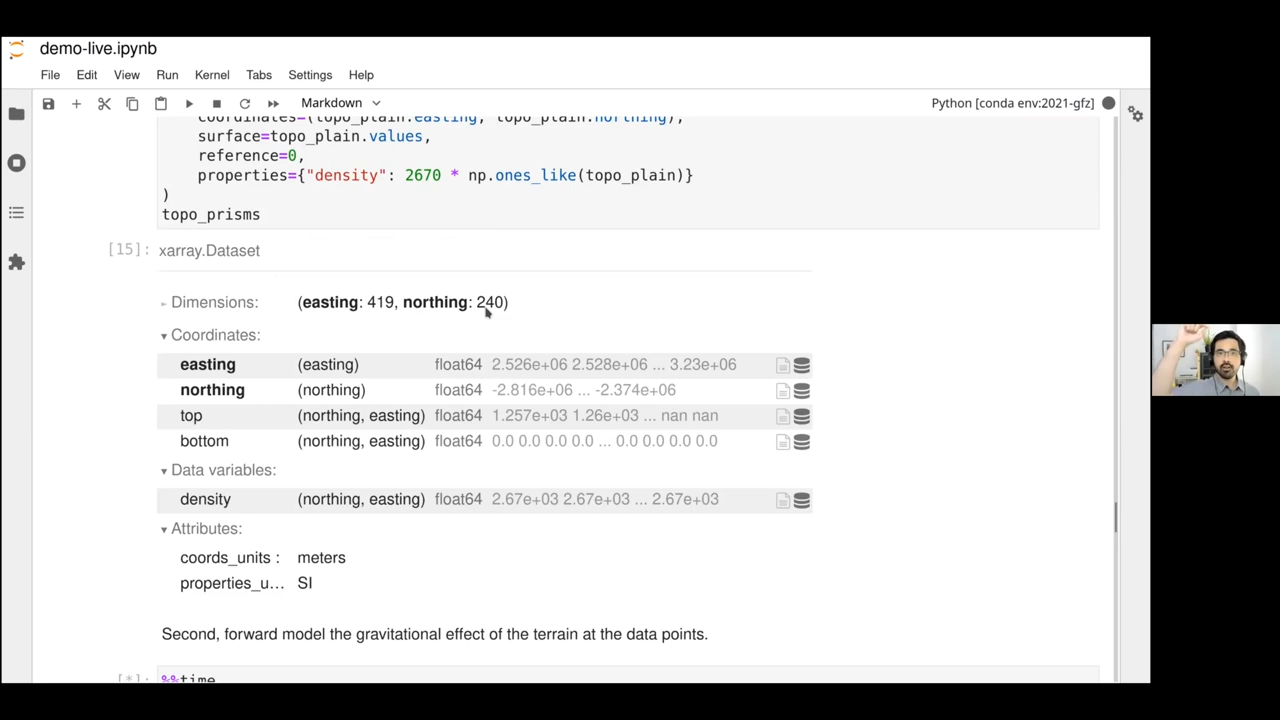 demo-live.ipynb
File Edit View Run Kernel Tabs Settings Help
Markdown Python [conda env:2021-gfz]
coordinates=(topo_plain.easting, topo_plain.northing),
surface=topo_plain.values,
reference=0,
properties={"density": 2670 * np.ones_like(topo_plain)}
)
topo_prisms
[15]: xarray.Dataset
Dimensions: (easting: 419, northing: 240)
Coordinates:
easting (easting) float64 2.526e+06 2.528e+06 ... 3.23e+06
northing (northing) float64 -2.816e+06 ... -2.374e+06
top (northing, easting) float64 1.257e+03 1.26e+03 ... nan nan
bottom (northing, easting) float64 0.0 0.0 0.0 0.0 ... 0.0 0.0 0.0 0.0
Data variables:
density (northing, easting) float64 2.67e+03 2.67e+03 ... 2.67e+03
Attributes:
coords_units : meters
properties_u... SI
Second, forward model the gravitational effect of the terrain at the data points.
[*]: %%time